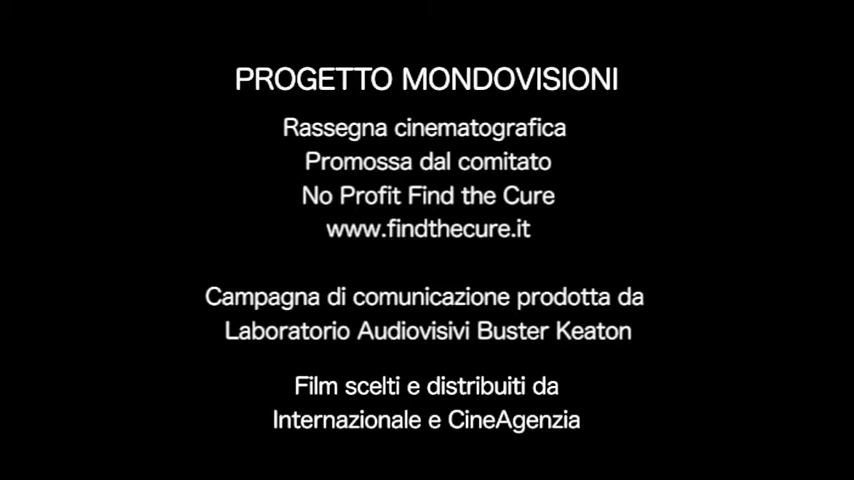 PROGETTO MONDOVISIONI
Rassegna cinematografica
Promossa dal comitato
No Profit Find the Cure
www.findthecure.it
Campagna di comunicazione prodotta da
Laboratorio Audiovisivi Buster Keaton
Film scelti e distribuiti da
Internazionale e CineAgenzia